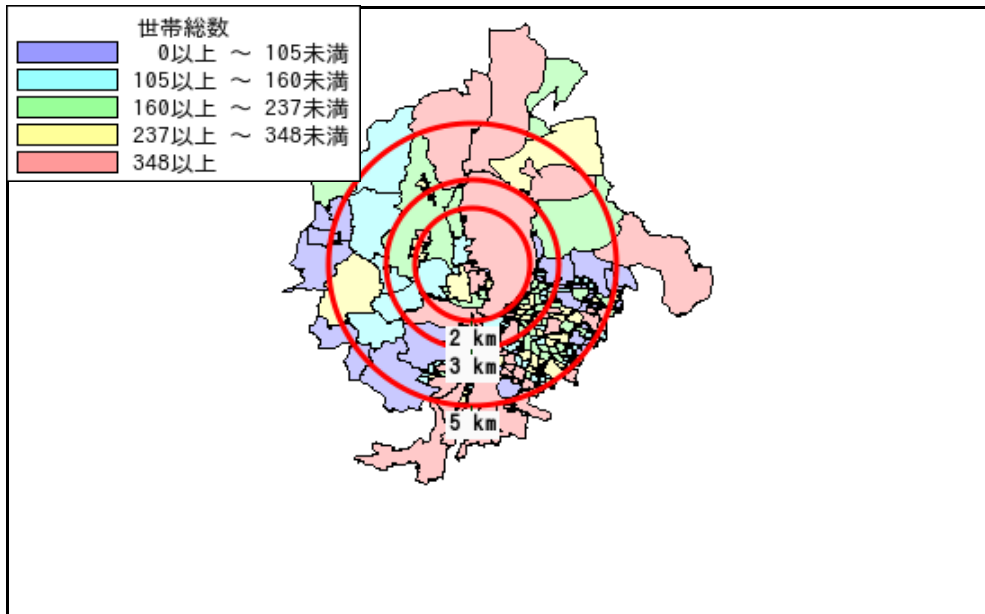 世帯総数
0以上 ～ 105未満
105以上 ～ 160未満
160以上 ～ 237未満
237以上 ～ 348未満
348以上
2 km
3 km
5 km